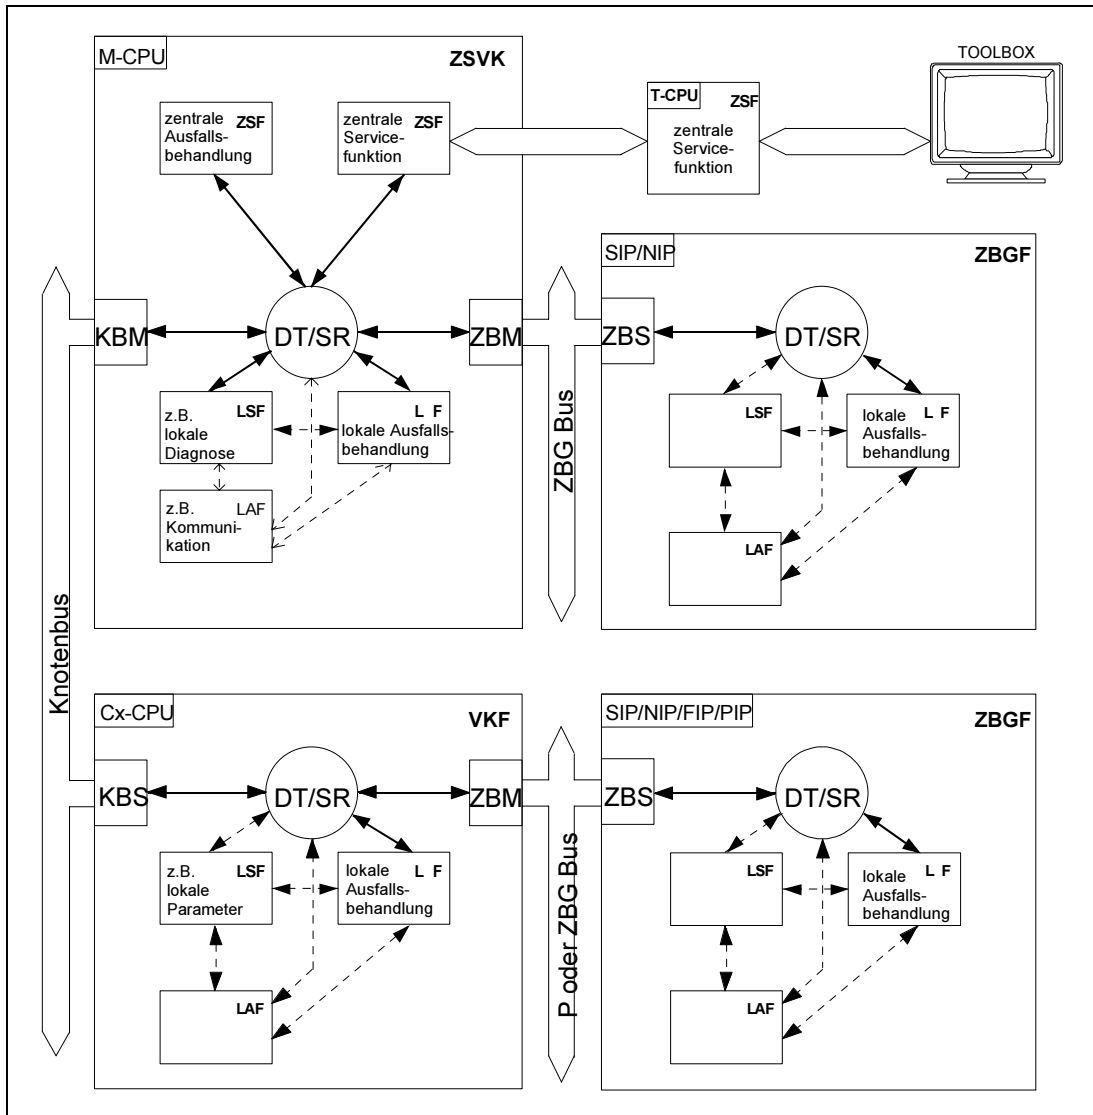 M-CPU
ZSVK
zentrale ZSF
Ausfalls-
behandlung
zentrale ZSF
Service-
funktion
T-CPU
ZSF
zentrale
Service-
funktion
TOOLBOX
KBM
DT/SR
ZBM
z.B. LSF
lokale
Diagnose
L F
lokale Ausfalls-
behandlung
z.B. LAF
Kommuni-
kation
ZBG Bus
SIP/NIP
ZBGF
ZBS
DT/SR
LSF
lokale L F
Ausfalls-
behandlung
LAF
Knotenbus
Cx-CPU
VKF
KBS
DT/SR
ZBM
z.B. LSF
lokale
Parameter
lokale L F
Ausfalls-
behandlung
LAF
P oder ZBG Bus
SIP/NIP/FIP/PIP
ZBGF
ZBS
DT/SR
LSF
lokale L F
Ausfalls-
behandlung
LAF